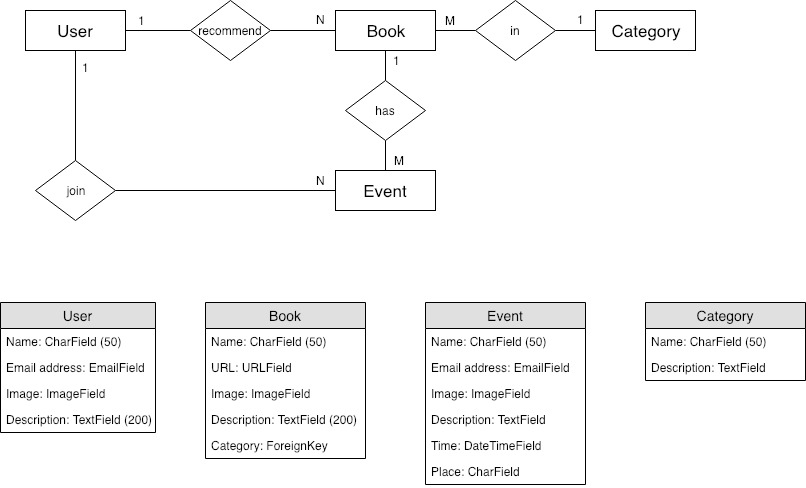 User 1 recommend N Book M in 1 Category
1 1
has
M
join N Event
User
Name: CharField (50)
Email address: EmailField
Image: ImageField
Description: TextField (200)
Book
Name: CharField (50)
URL: URLField
Image: ImageField
Description: TextField (200)
Category: ForeignKey
Event
Name: CharField (50)
Email address: EmailField
Image: ImageField
Description: TextField
Time: DateTimeField
Place: CharField
Category
Name: CharField (50)
Description: TextField